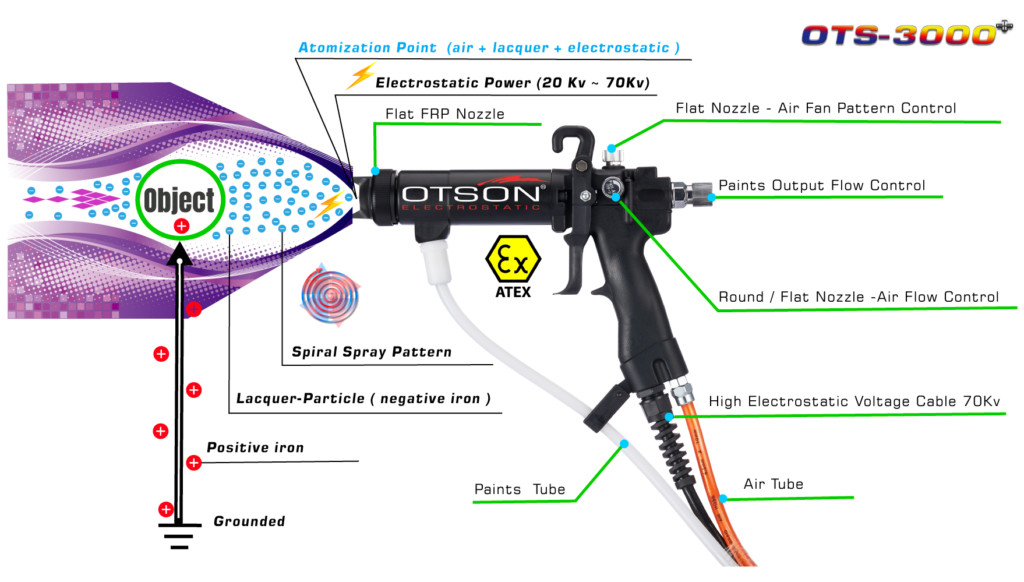 OTS-3000
Atomization Point (air + lacquer + electrostatic )
Electrostatic Power (20 Kv ~ 70Kv)
Flat FRP Nozzle
Flat Nozzle - Air Fan Pattern Control
Object
OTSON®
ELECTROSTATIC
Paints Output Flow Control
Ex
ATEX
Round / Flat Nozzle -Air Flow Control
Spiral Spray Pattern
Lacquer-Particle ( negative iron )
High Electrostatic Voltage Cable 70Kv
Positive iron
Paints Tube
Air Tube
Grounded